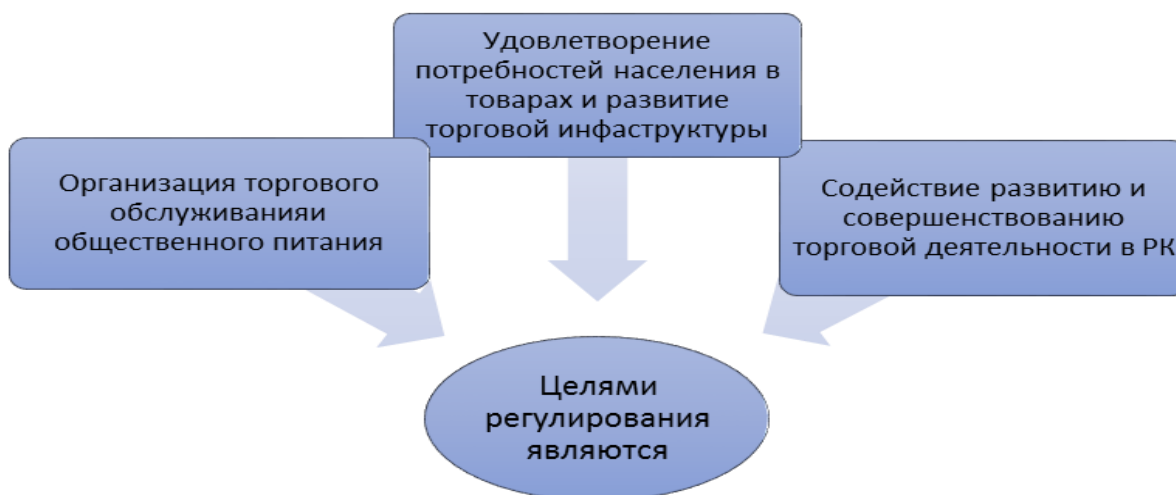 Удовлетворение
потребностей населения в
товарах и развитие
торговой инфаструктуры
Организация торгового
обслуживанияи
общественного питания
Содействие развитию и
совершенствованию
торговой деятельности в РК
Целями
регулирования
являются